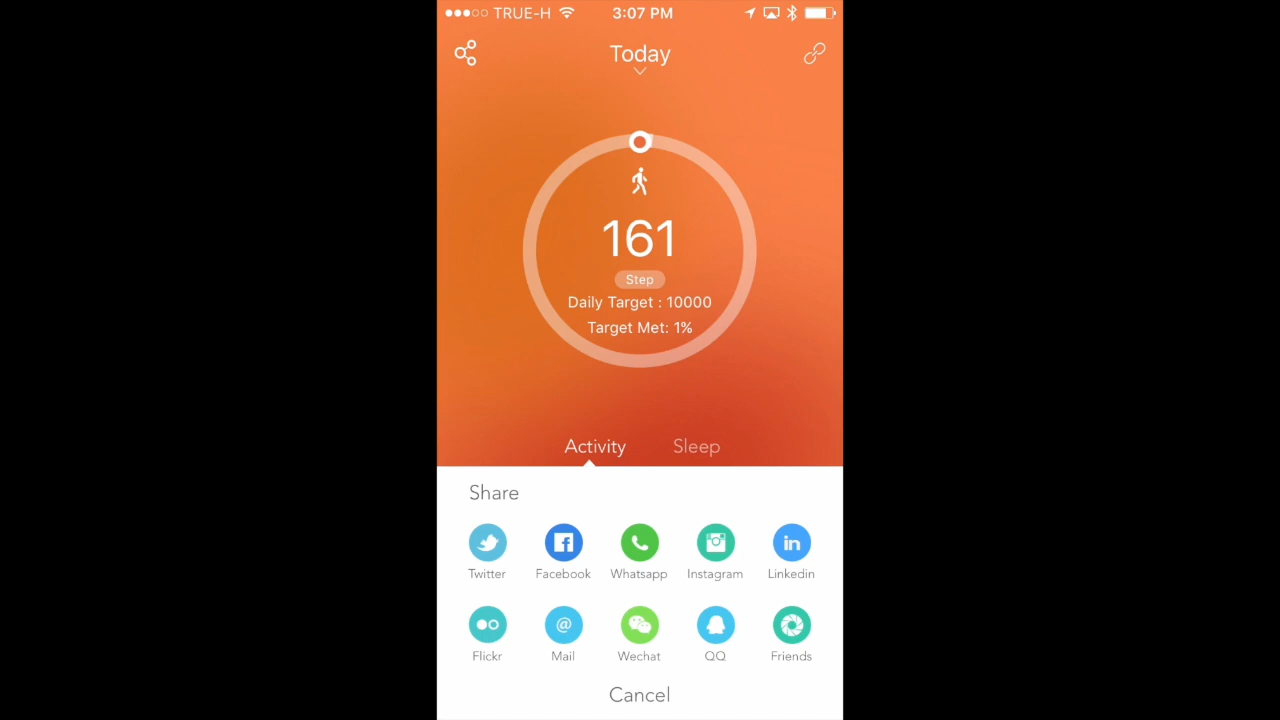 TRUE-H 3:07 PM
Today
161
Step
Daily Target : 10000
Target Met: 1%
Activity Sleep
Share
Twitter Facebook Whatsapp Instagram Linkedin
Flickr Mail Wechat QQ Friends
Cancel